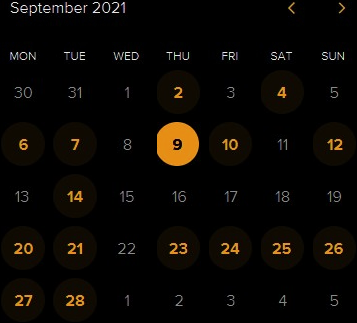 September 2021
MON TUE WED THU FRI SAT SUN
30 31 1 2 3 4 5
6 7 8 9 10 11 12
13 14 15 16 17 18 19
20 21 22 23 24 25 26
27 28 1 2 3 4 5